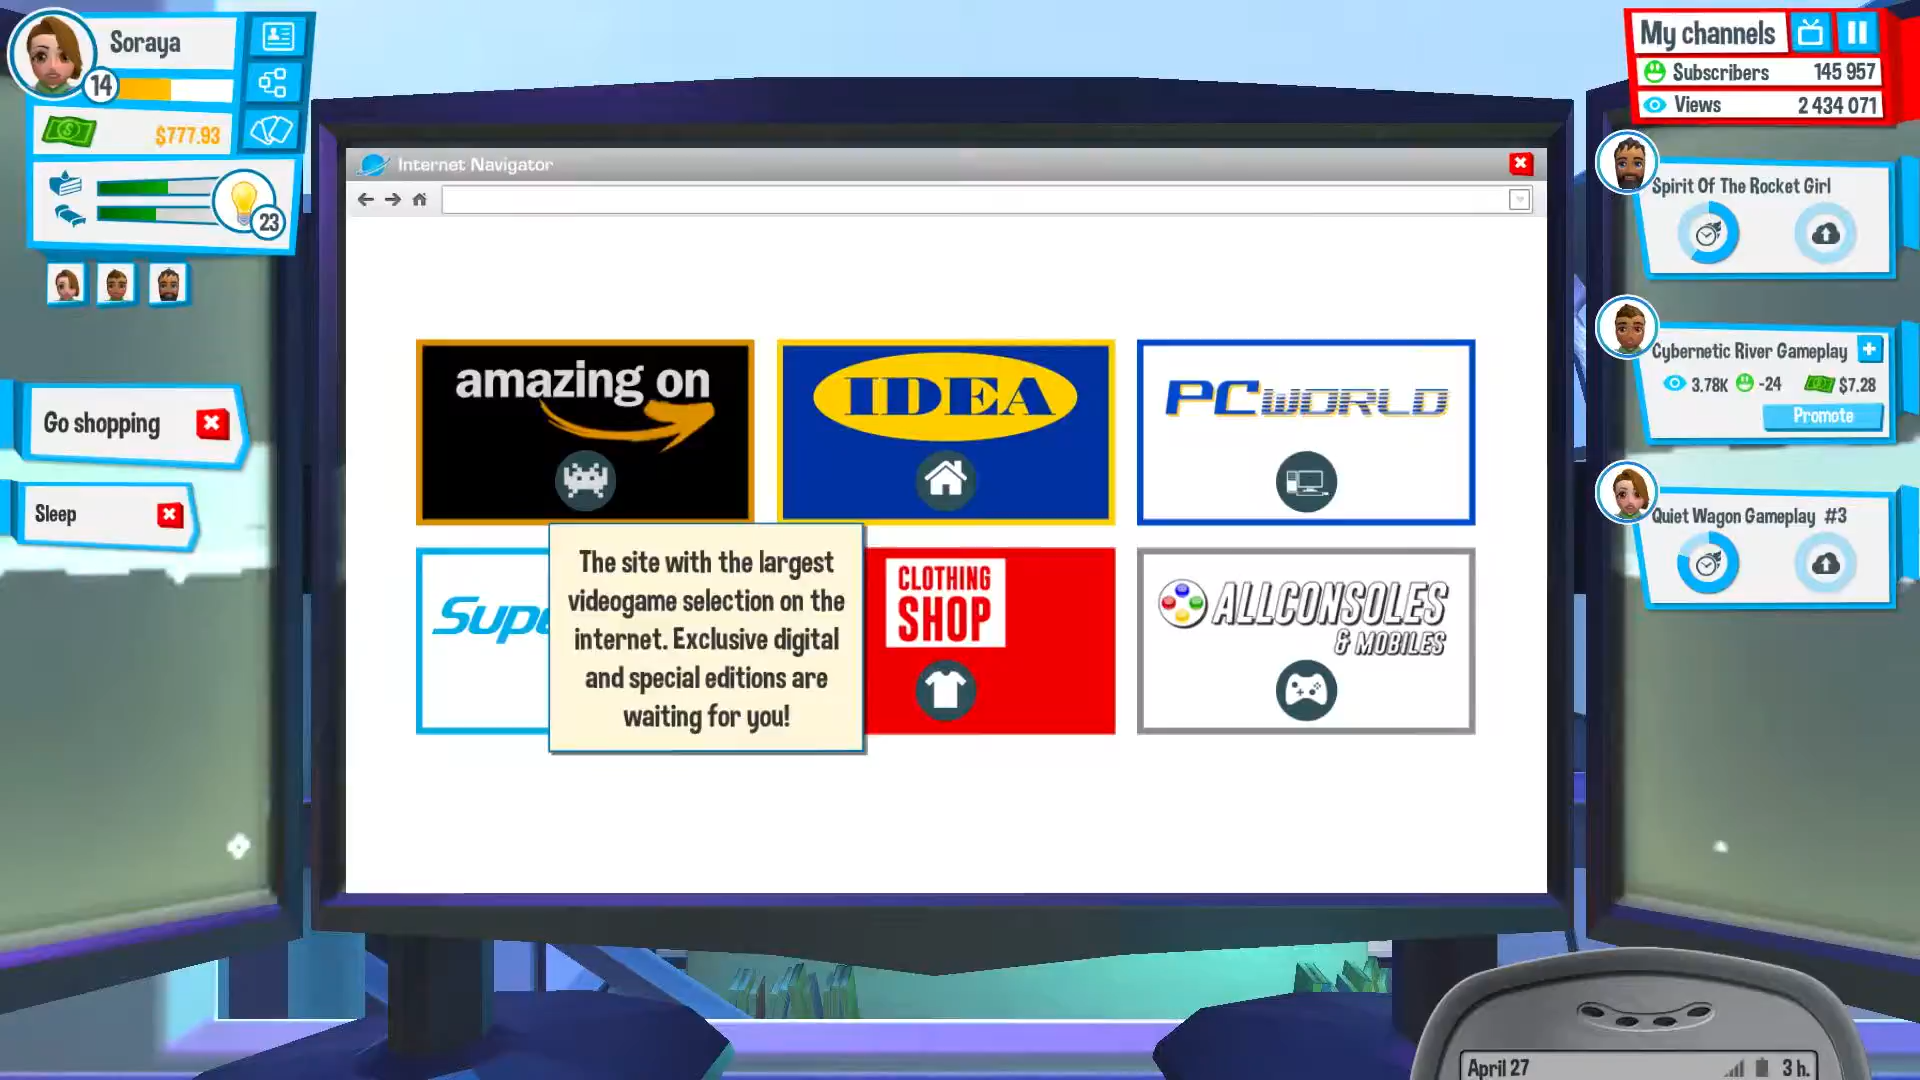 Soraya
14
$777.93
23
Go shopping
Sleep
Internet Navigator
amazing on
IDEA
PCWORLD
Supe
CLOTHING
SHOP
ALLCONSOLES
& MOBILES
The site with the largest
videogame selection on the
internet. Exclusive digital
and special editions are
waiting for you!
My channels
Subscribers 145 957
Views 2 434 071
Spirit Of The Rocket Girl
Cybernetic River Gameplay
3.78K -24 $7.28
Promote
Quiet Wagon Gameplay #3
April 27 3 h.